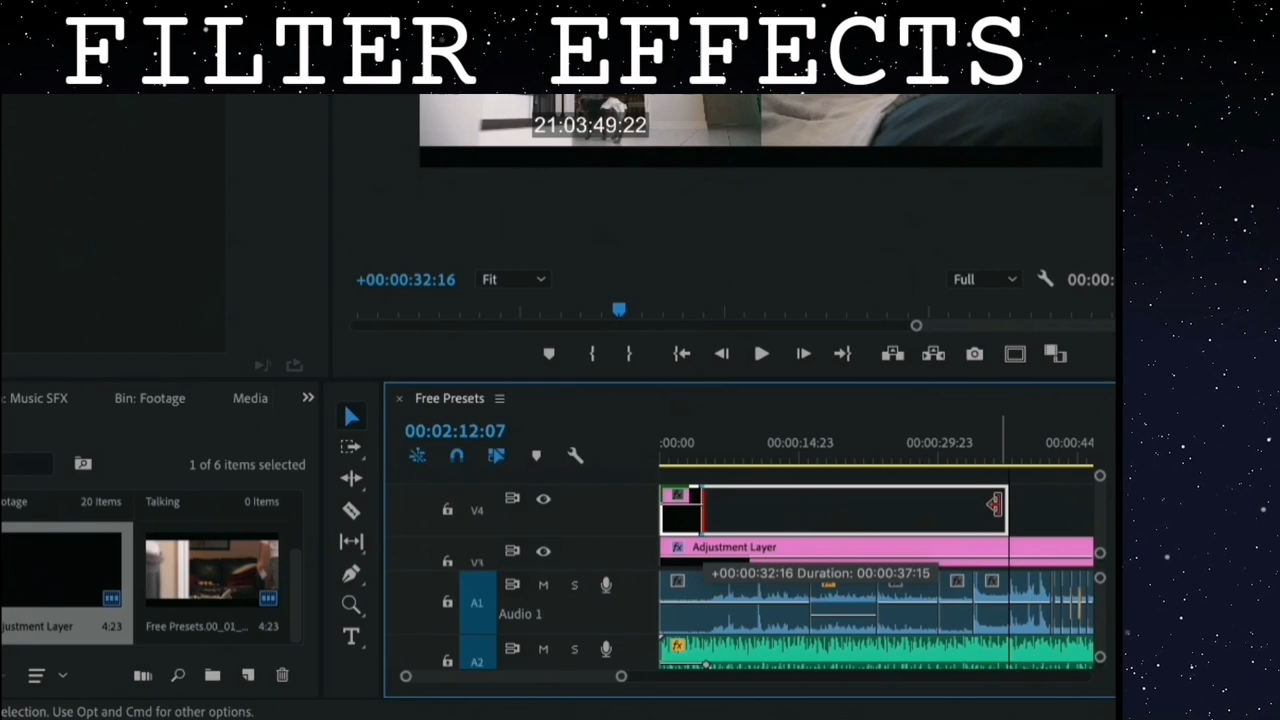 FILTER EFFECTS
21:03:49:22
+00:00:32:16 Fit Full 00:00:
: Music SFX Bin: Footage Media
Free Presets
00:02:12:07
:00:00 00:00:14:23 00:00:29:23 00:00:44
1 of 6 items selected
otage 20 Items Talking 0 Items
V4
fx
V3
fx Adjustment Layer
+00:00:32:16 Duration: 00:00:37:15
A1 M S
Audio 1
justment Layer 4:23 Free Presets.00_01_... 4:23
A2 M S
election. Use Opt and Cmd for other options.